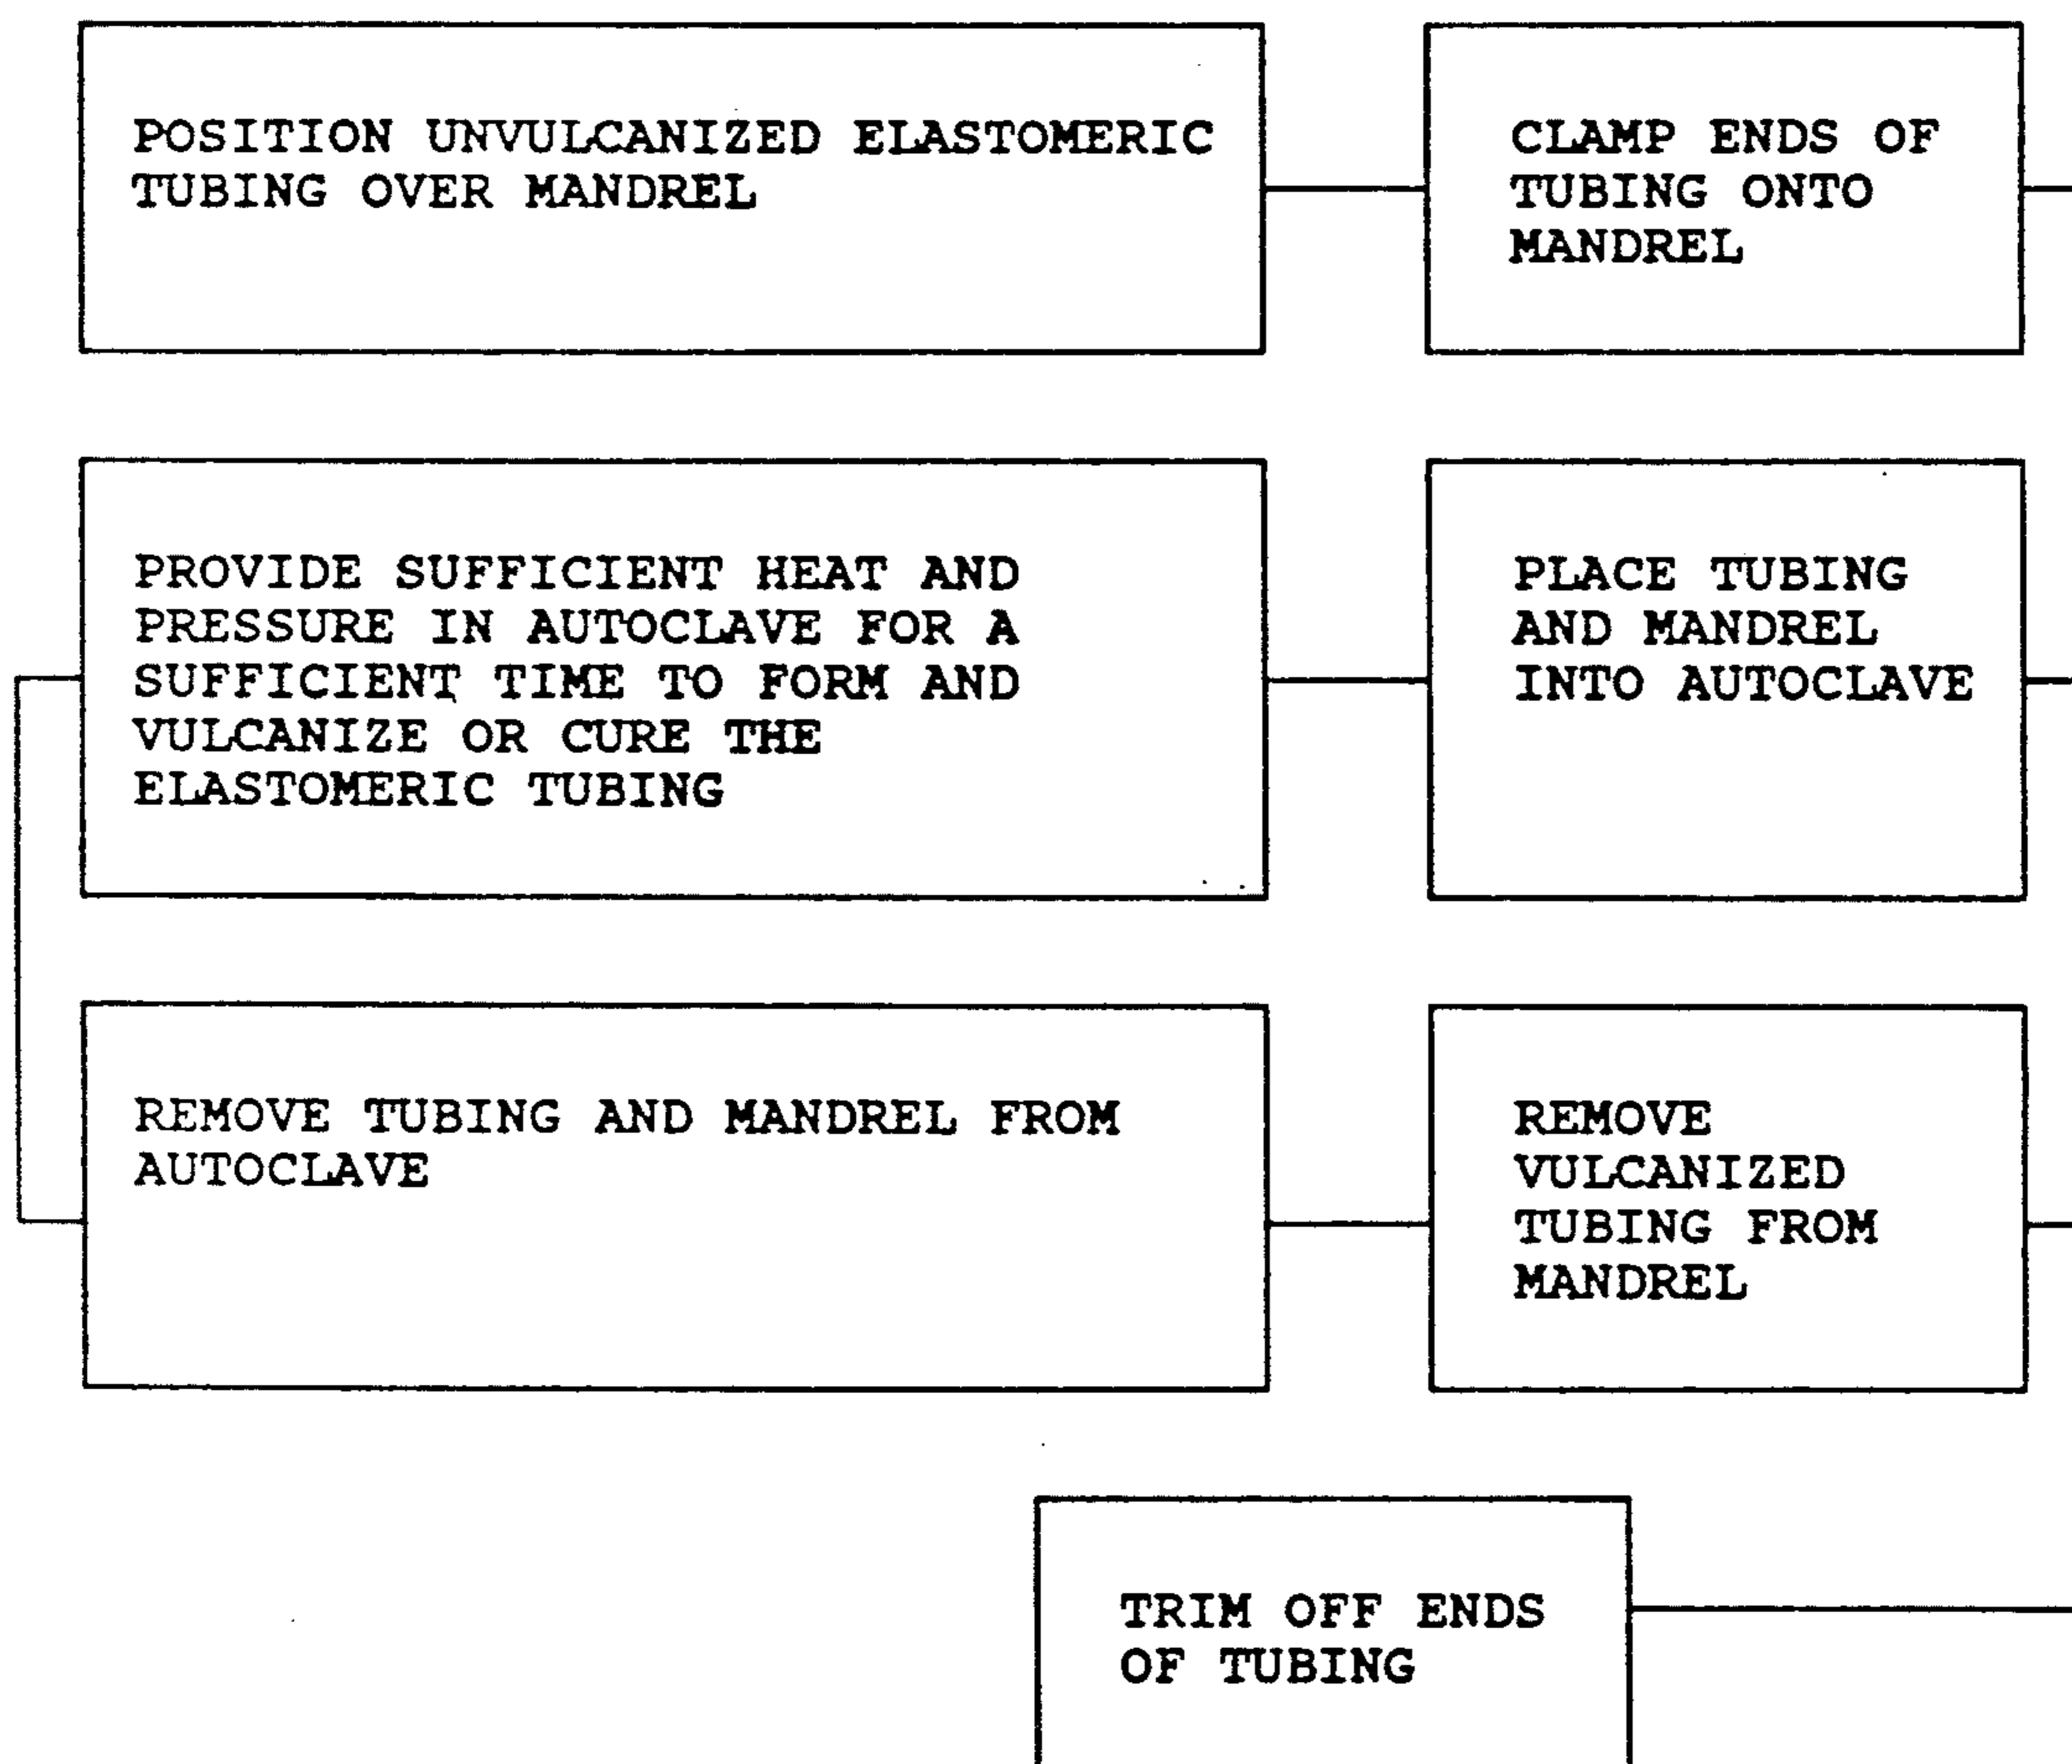 POSITION UNVULCANIZED ELASTOMERIC
TUBING OVER MANDREL
CLAMP ENDS OF
TUBING ONTO
MANDREL
PROVIDE SUFFICIENT HEAT AND
PRESSURE IN AUTOCLAVE FOR A
SUFFICIENT TIME TO FORM AND
VULCANIZE OR CURE THE
ELASTOMERIC TUBING
PLACE TUBING
AND MANDREL
INTO AUTOCLAVE
REMOVE TUBING AND MANDREL FROM
AUTOCLAVE
REMOVE
VULCANIZED
TUBING FROM
MANDREL
TRIM OFF ENDS
OF TUBING